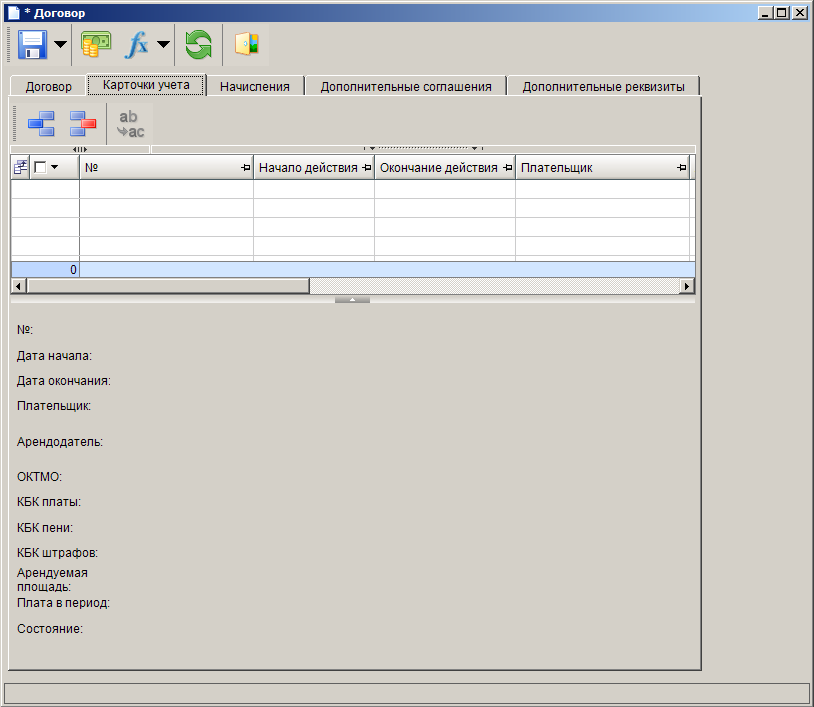 * Договор
Договор
Карточки учета
Начисления
Дополнительные соглашения
Дополнительные реквизиты
ab
ac
№
Начало действия
Окончание действия
Плательщик
0
№:
Дата начала:
Дата окончания:
Плательщик:
Арендодатель:
ОКТМО:
КБК платы:
КБК пени:
КБК штрафов:
Арендуемая
площадь:
Плата в период:
Состояние: